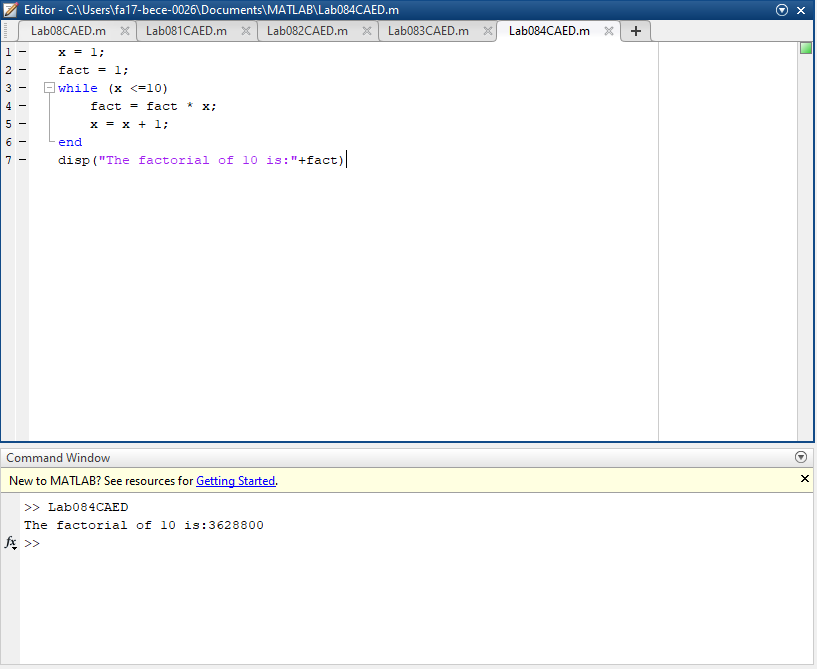 Editor - C:\Users\fa17-bece-0026\Documents\MATLAB\Lab084CAED.m
Lab08CAED.m Lab081CAED.m Lab082CAED.m Lab083CAED.m Lab084CAED.m +
1 - x = 1;
2 - fact = 1;
3 - while (x <=10)
4 - fact = fact * x;
5 - x = x + 1;
6 - end
7 - disp("The factorial of 10 is:"+fact)
Command Window
New to MATLAB? See resources for Getting Started.
>> Lab084CAED
The factorial of 10 is:3628800
fx >>